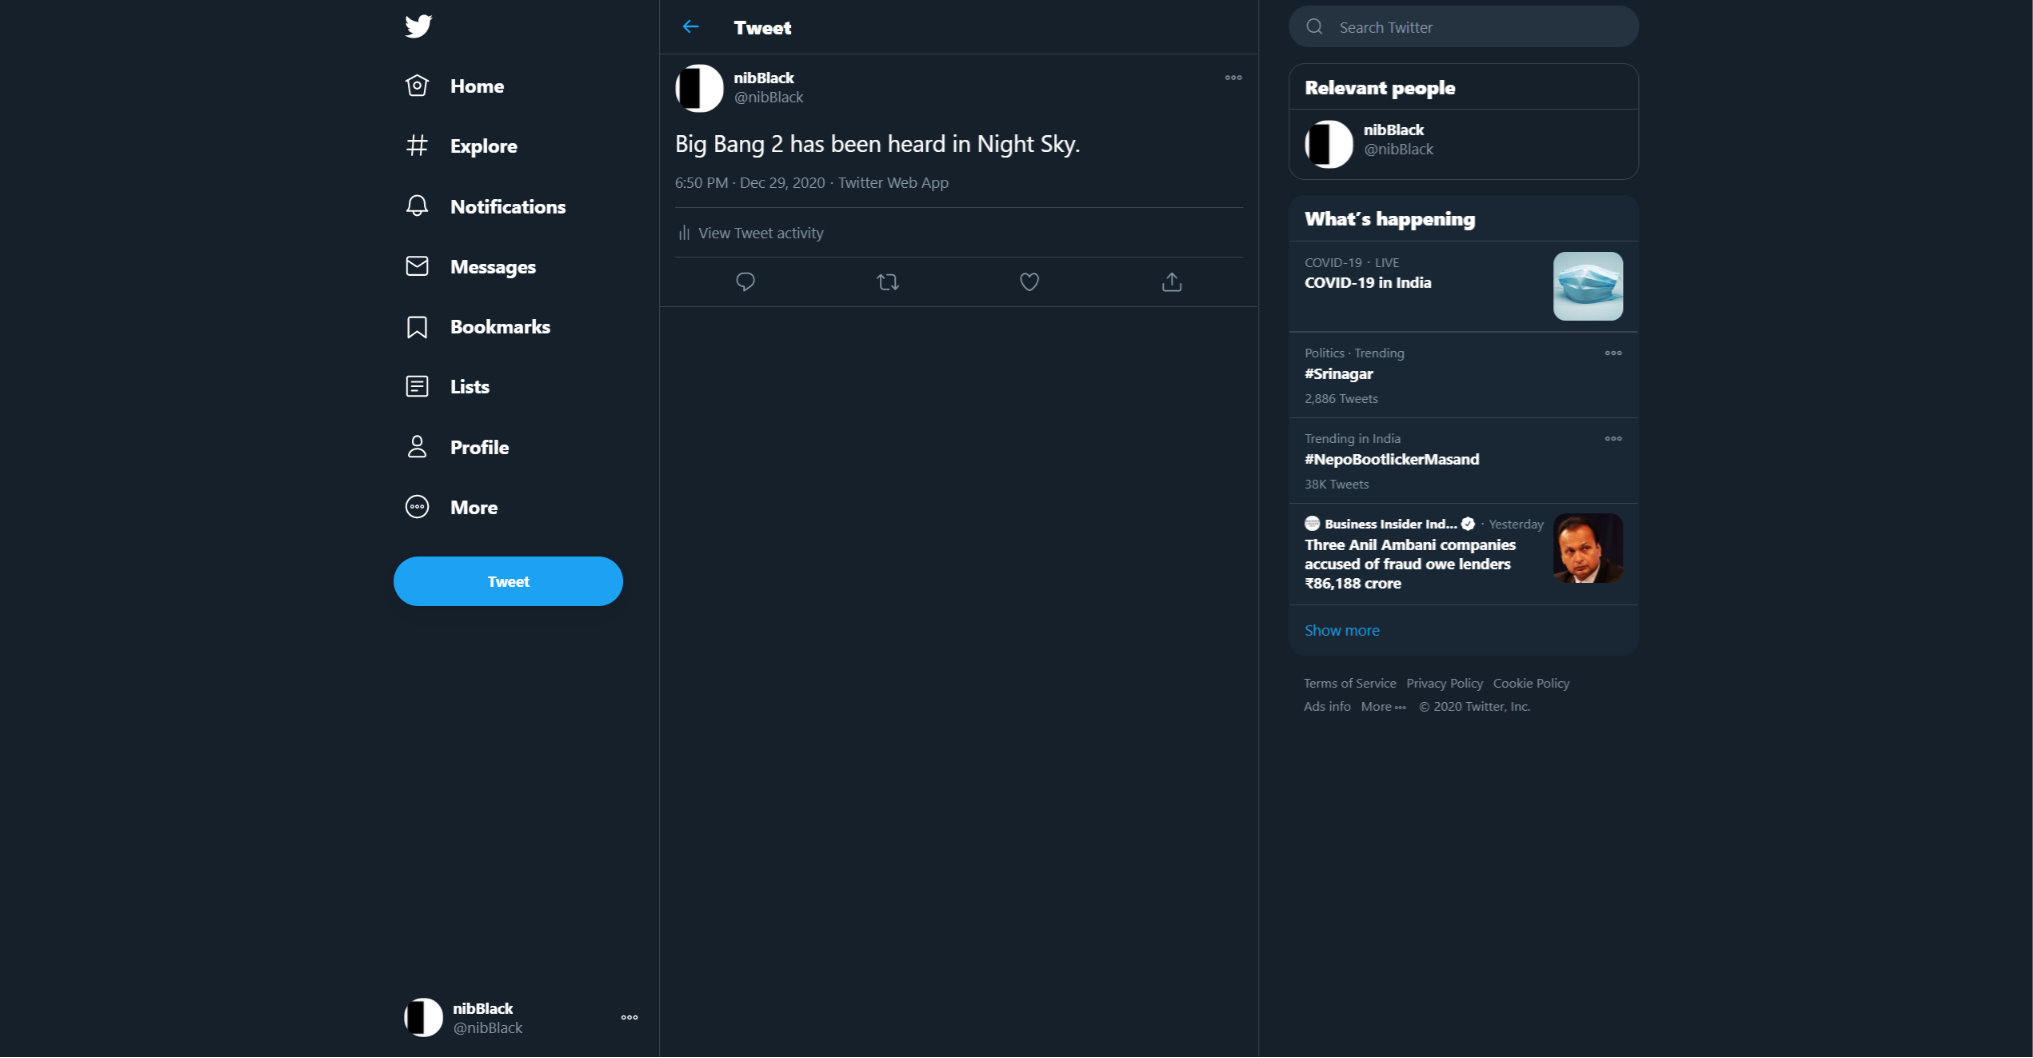 Home
Explore
Notifications
Messages
Bookmarks
Lists
Profile
More
Tweet
nibBlack
@nibBlack
Tweet
nibBlack
@nibBlack
Big Bang 2 has been heard in Night Sky.
6:50 PM · Dec 29, 2020 · Twitter Web App
View Tweet activity
Search Twitter
Relevant people
nibBlack
@nibBlack
What's happening
COVID-19 · LIVE
COVID-19 in India
Politics · Trending
#Srinagar
2,886 Tweets
Trending in India
#NepoBootlickerMasand
38K Tweets
Business Insider Ind... · Yesterday
Three Anil Ambani companies
accused of fraud owe lenders
₹86,188 crore
Show more
Terms of Service Privacy Policy Cookie Policy
Ads info More ··· © 2020 Twitter, Inc.